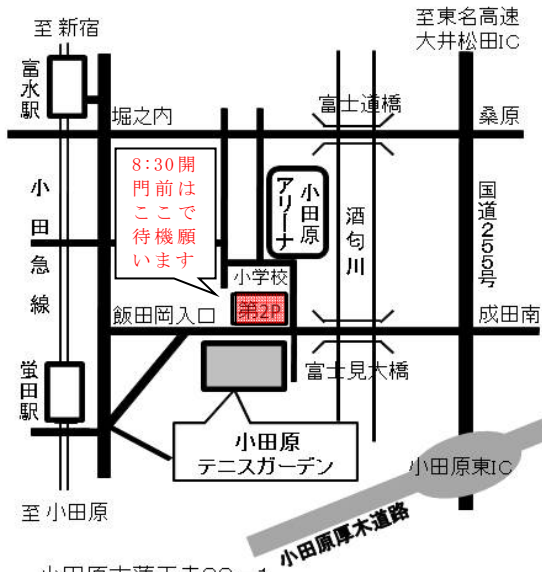 至 新宿
至東名高速
大井松田IC
富水駅
堀之内
富士道橋
桑原
8:30開
門前は
ここで
待機願
います
小田原
アリーナ
小田急線
酒匂川
国道255号
小学校
第2P
飯田岡入口
成田南
富士見大橋
蛍田駅
小田原
テニスガーデン
小田原東IC
小田原厚木道路
至 小田原